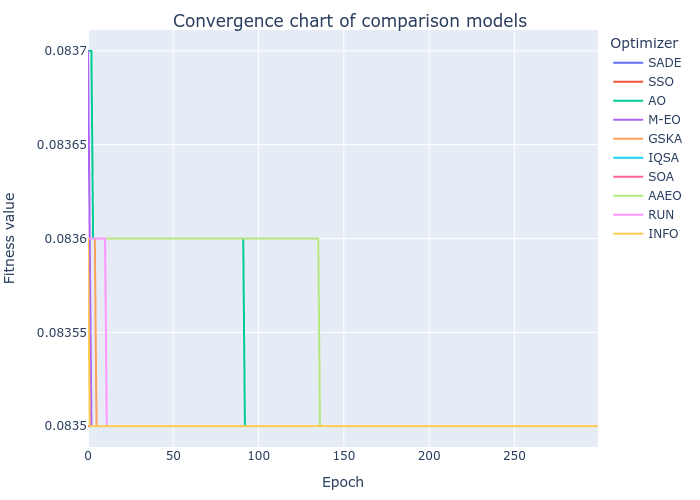 Convergence chart of comparison models
Fitness value
0.0837
0.08365
0.0836
0.08355
0.0835
0
50
100
150
200
250
Epoch
Optimizer
SADE
SSO
AO
M-EO
GSKA
IQSA
SOA
AAEO
RUN
INFO